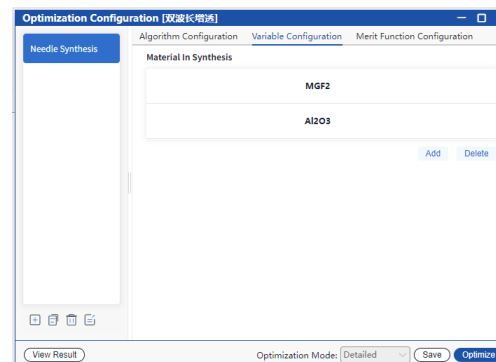 Optimization Configuration [双波长增透]
Needle Synthesis
Algorithm Configuration Variable Configuration Merit Function Configuration
Material In Synthesis
MGF2
Al2O3
Add Delete
View Result Optimization Mode: Detailed Save Optimize